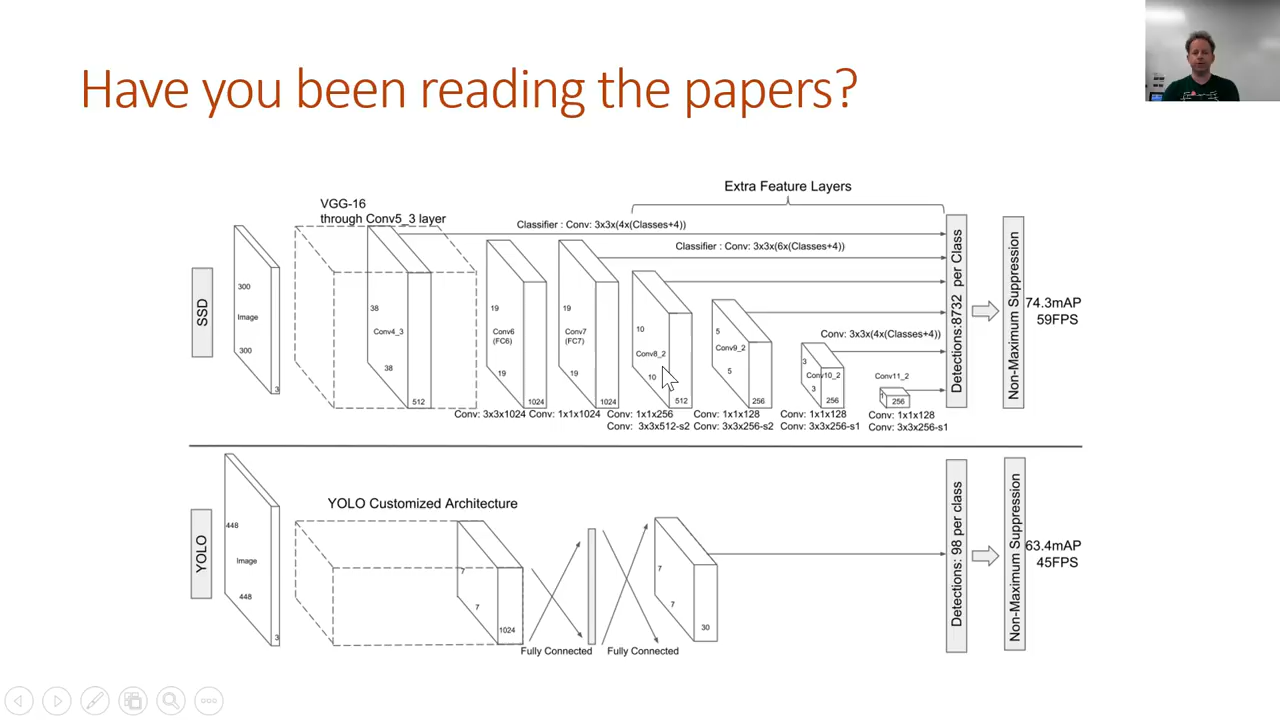 Have you been reading the papers?
Extra Feature Layers
VGG-16
through Conv5_3 layer
Classifier : Conv: 3x3x(4x(Classes+4))
Classifier : Conv: 3x3x(6x(Classes+4))
SSD
300
Image
300
3
38
Conv4_3
38
512
19
Conv6
(FC6)
19
1024
19
Conv7
(FC7)
19
1024
10
Conv8_2
10
512
5
Conv9_2
5
256
Conv: 3x3x(4x(Classes+4))
3
Conv10_2
3
256
Conv11_2
1
256
Conv: 3x3x1024
Conv: 1x1x1024
Conv: 1x1x256
Conv: 3x3x512-s2
Conv: 1x1x128
Conv: 3x3x256-s2
Conv: 1x1x128
Conv: 3x3x256-s1
Conv: 1x1x128
Conv: 3x3x256-s1
Detections:8732 per Class
Non-Maximum Suppression
74.3mAP
59FPS
YOLO
448
Image
448
3
YOLO Customized Architecture
7
7
1024
Fully Connected
Fully Connected
7
7
30
Detections: 98 per class
Non-Maximum Suppression
63.4mAP
45FPS